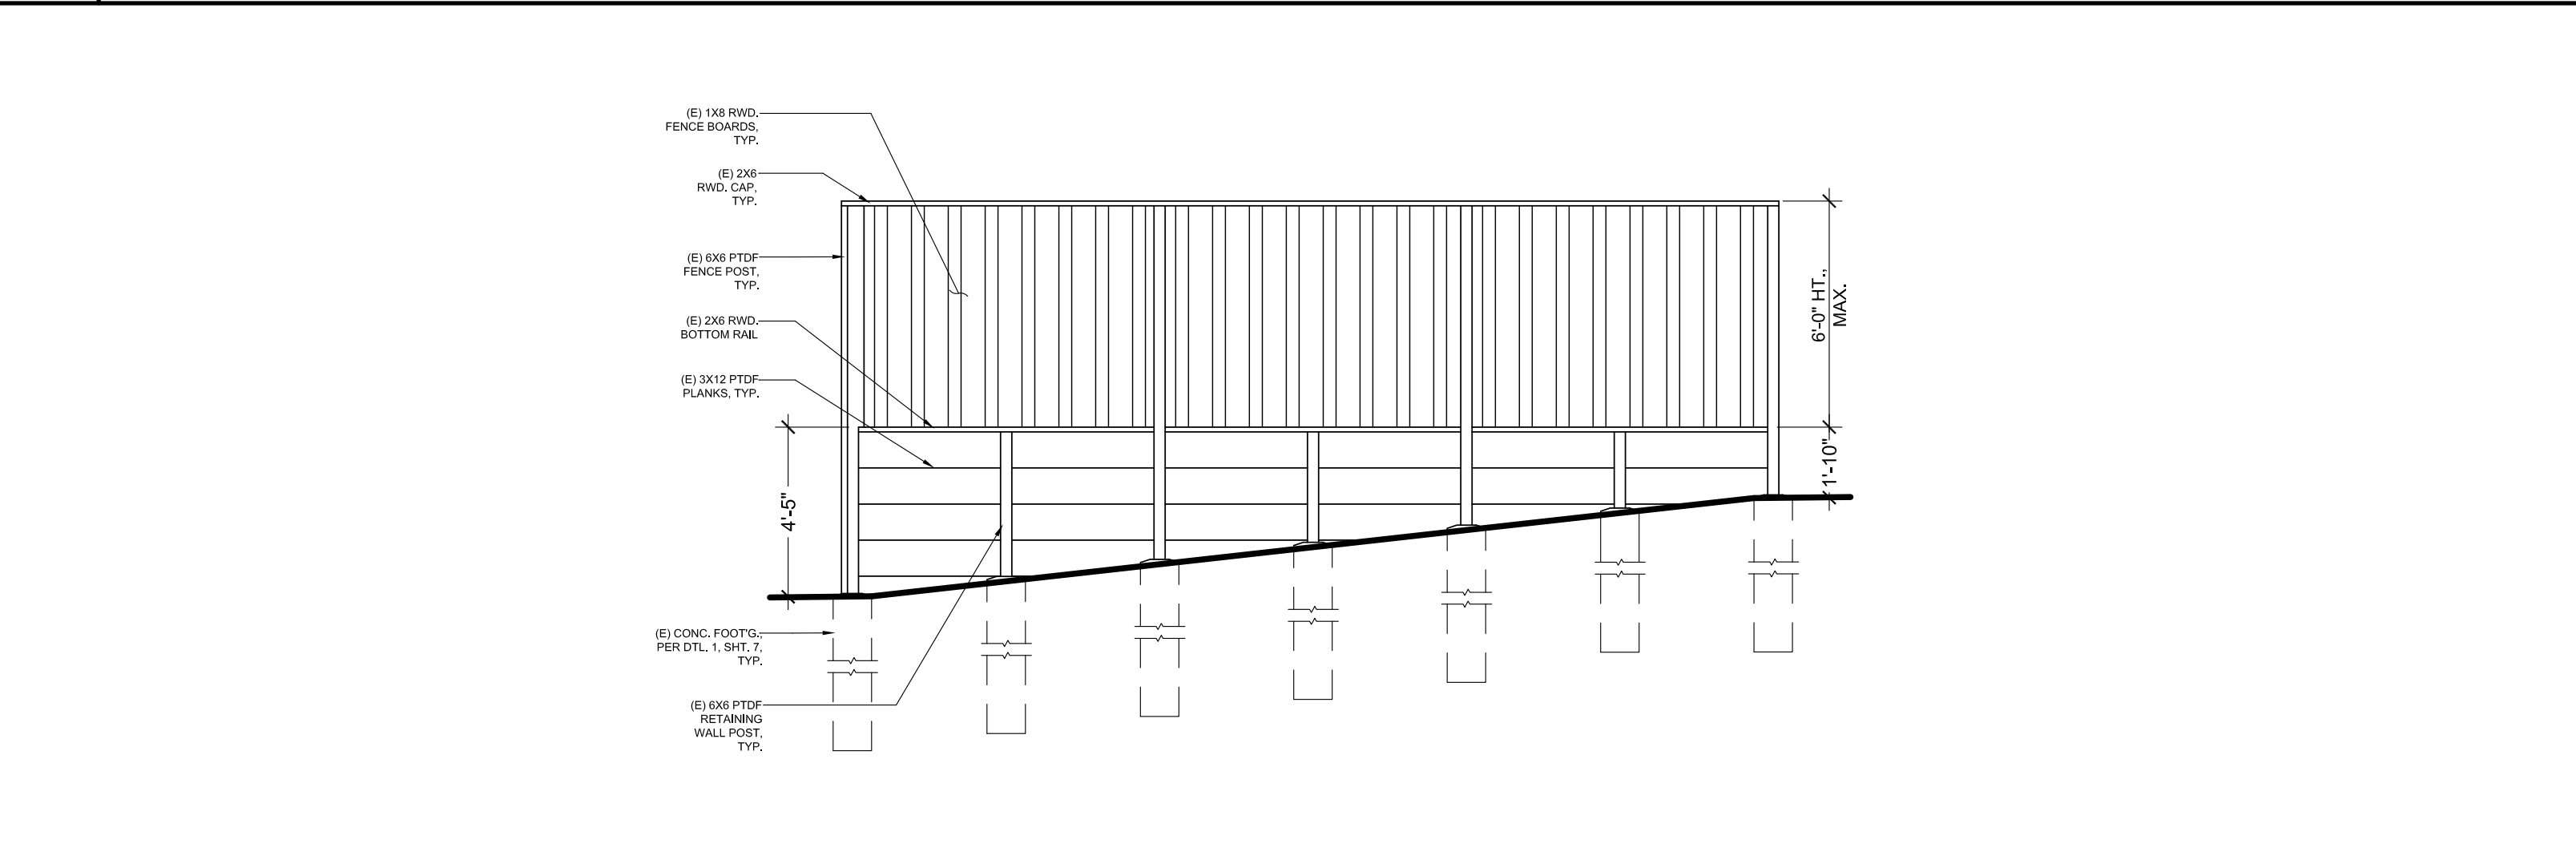 (E) 1X8 RWD.
FENCE BOARDS,
TYP.
(E) 2X6
RWD. CAP,
TYP.
(E) 6X6 PTDF
FENCE POST,
TYP.
(E) 2X6 RWD.
BOTTOM RAIL
(E) 3X12 PTDF
PLANKS, TYP.
4'-5"
(E) CONC. FOOT'G.,
PER DTL. 1, SHT. 7,
TYP.
(E) 6X6 PTDF
RETAINING
WALL POST,
TYP.
6'-0" HT.,
MAX.
1'-10"